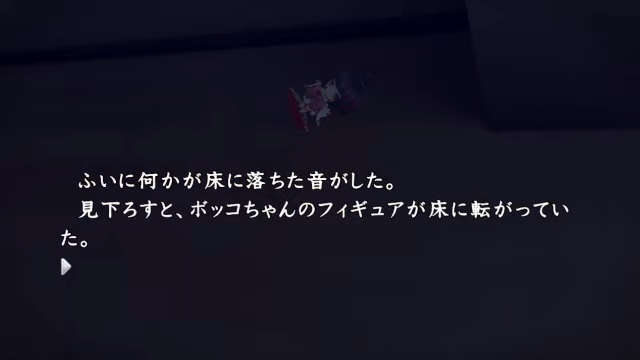 ふいに何かが床に落ちた音がした。
見下ろすと、ボッコちゃんのフィギュアが床に転がってい
た。